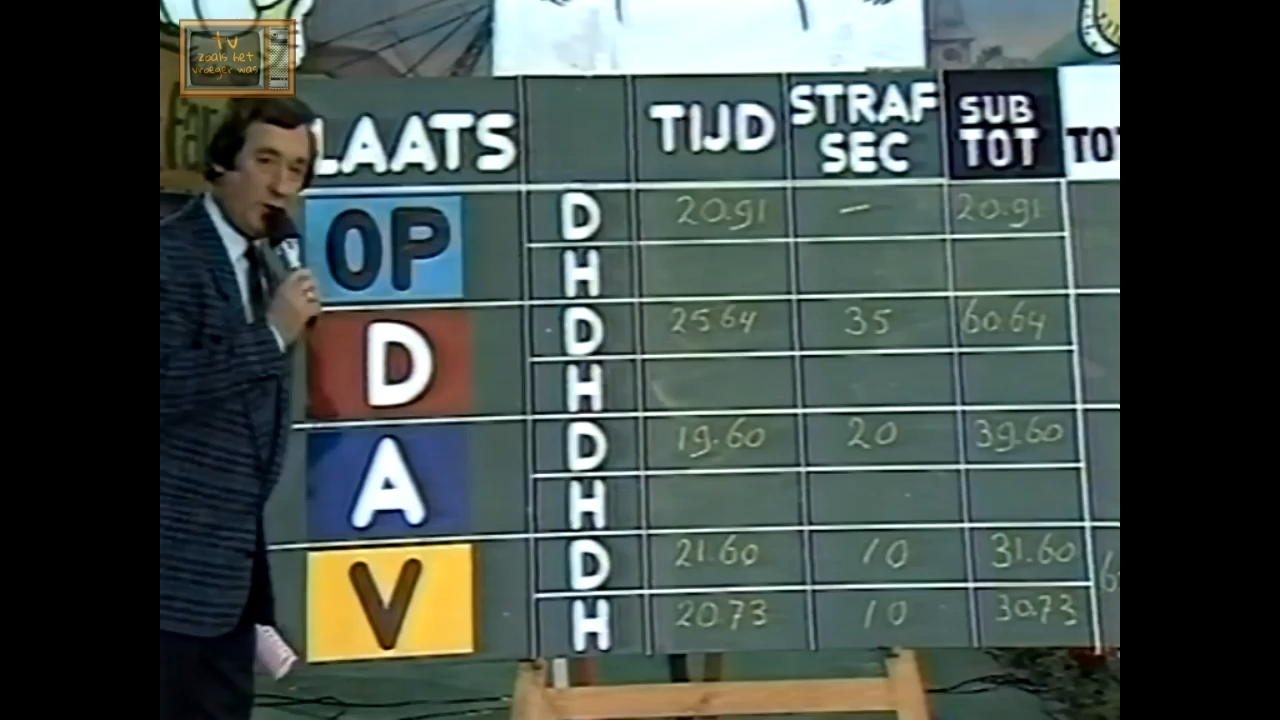 tv
zoals het
vroeger was
LAATS TIJD STRAF SEC SUB TOT TOT
OP D 20.91 — 20.91
H
D D 25 64 35 60.64
H
A D 19.60 20 39.60
H
V D 21.60 10 31.60
H 20.73 10 30.73